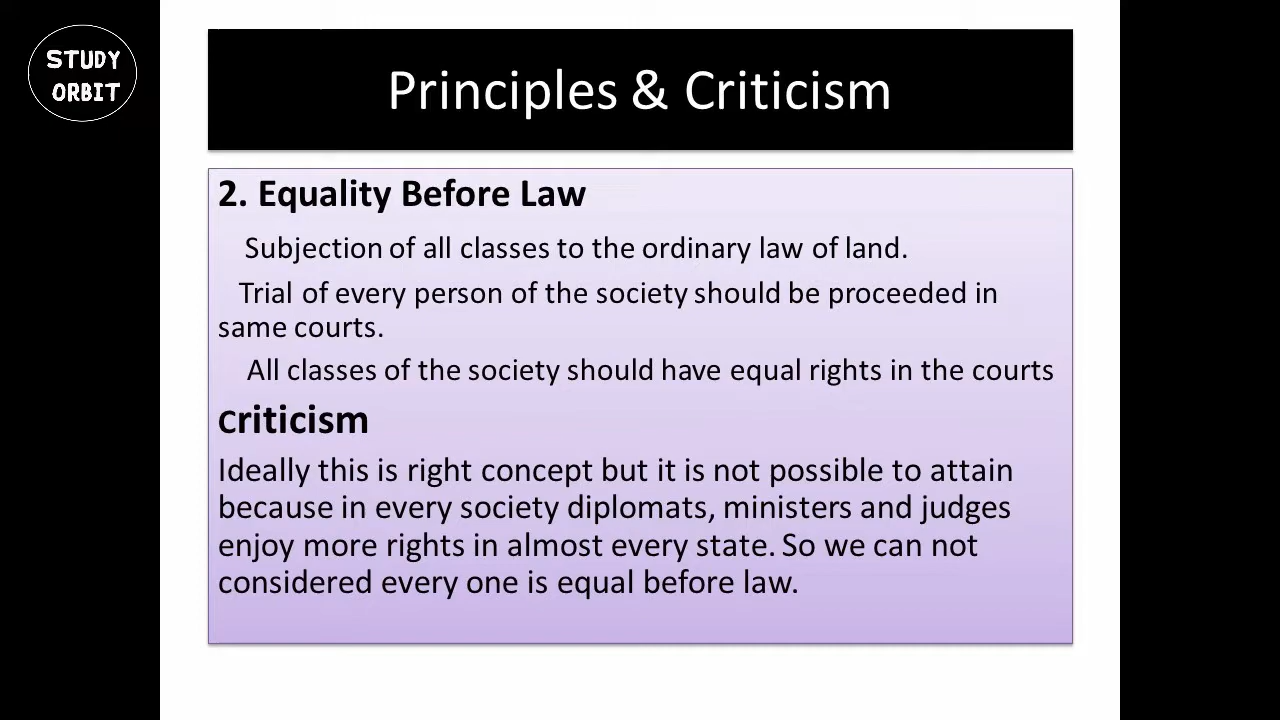 STUDY
ORBIT
Principles & Criticism
2. Equality Before Law
Subjection of all classes to the ordinary law of land.
Trial of every person of the society should be proceeded in
same courts.
All classes of the society should have equal rights in the courts
Criticism
Ideally this is right concept but it is not possible to attain
because in every society diplomats, ministers and judges
enjoy more rights in almost every state. So we can not
considered every one is equal before law.